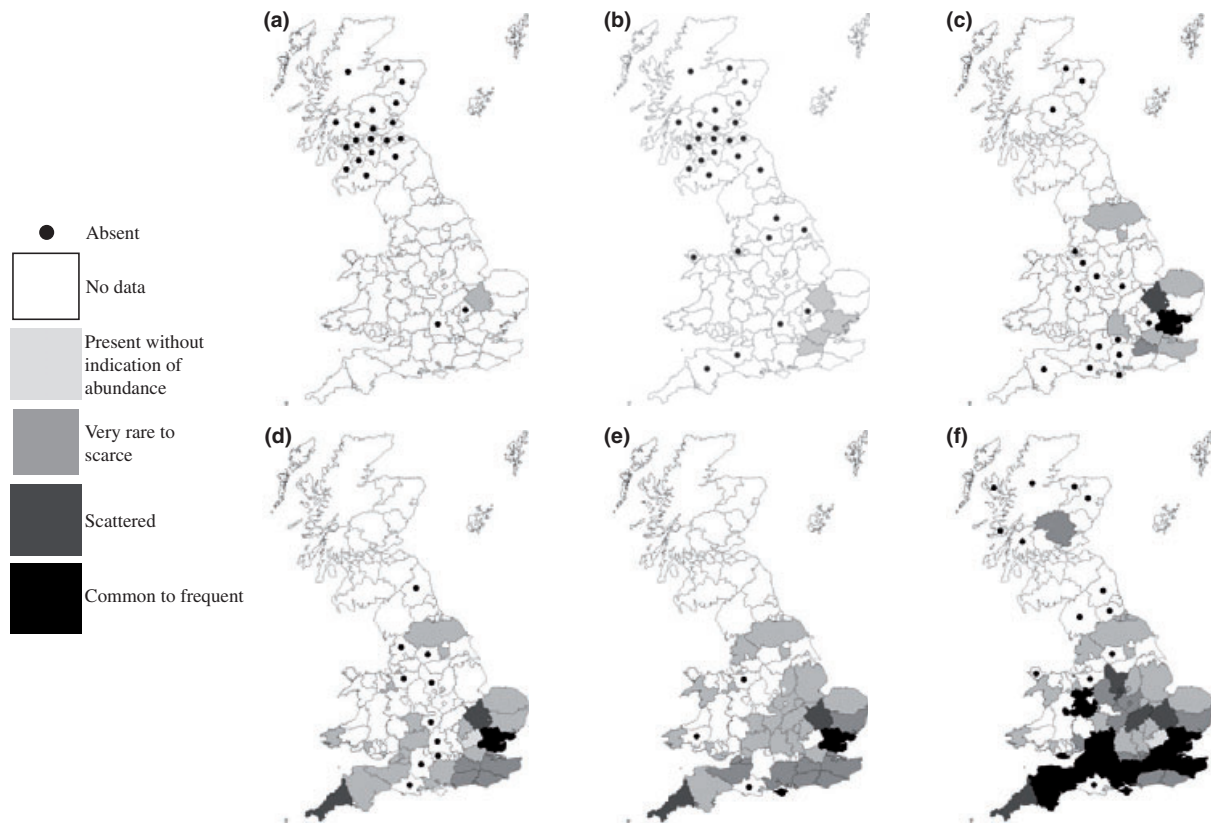 (a)
(b)
(c)
Absent
No data
Present without
indication of
abundance
Very rare to
scarce
Scattered
Common to frequent
(d)
(e)
(f)